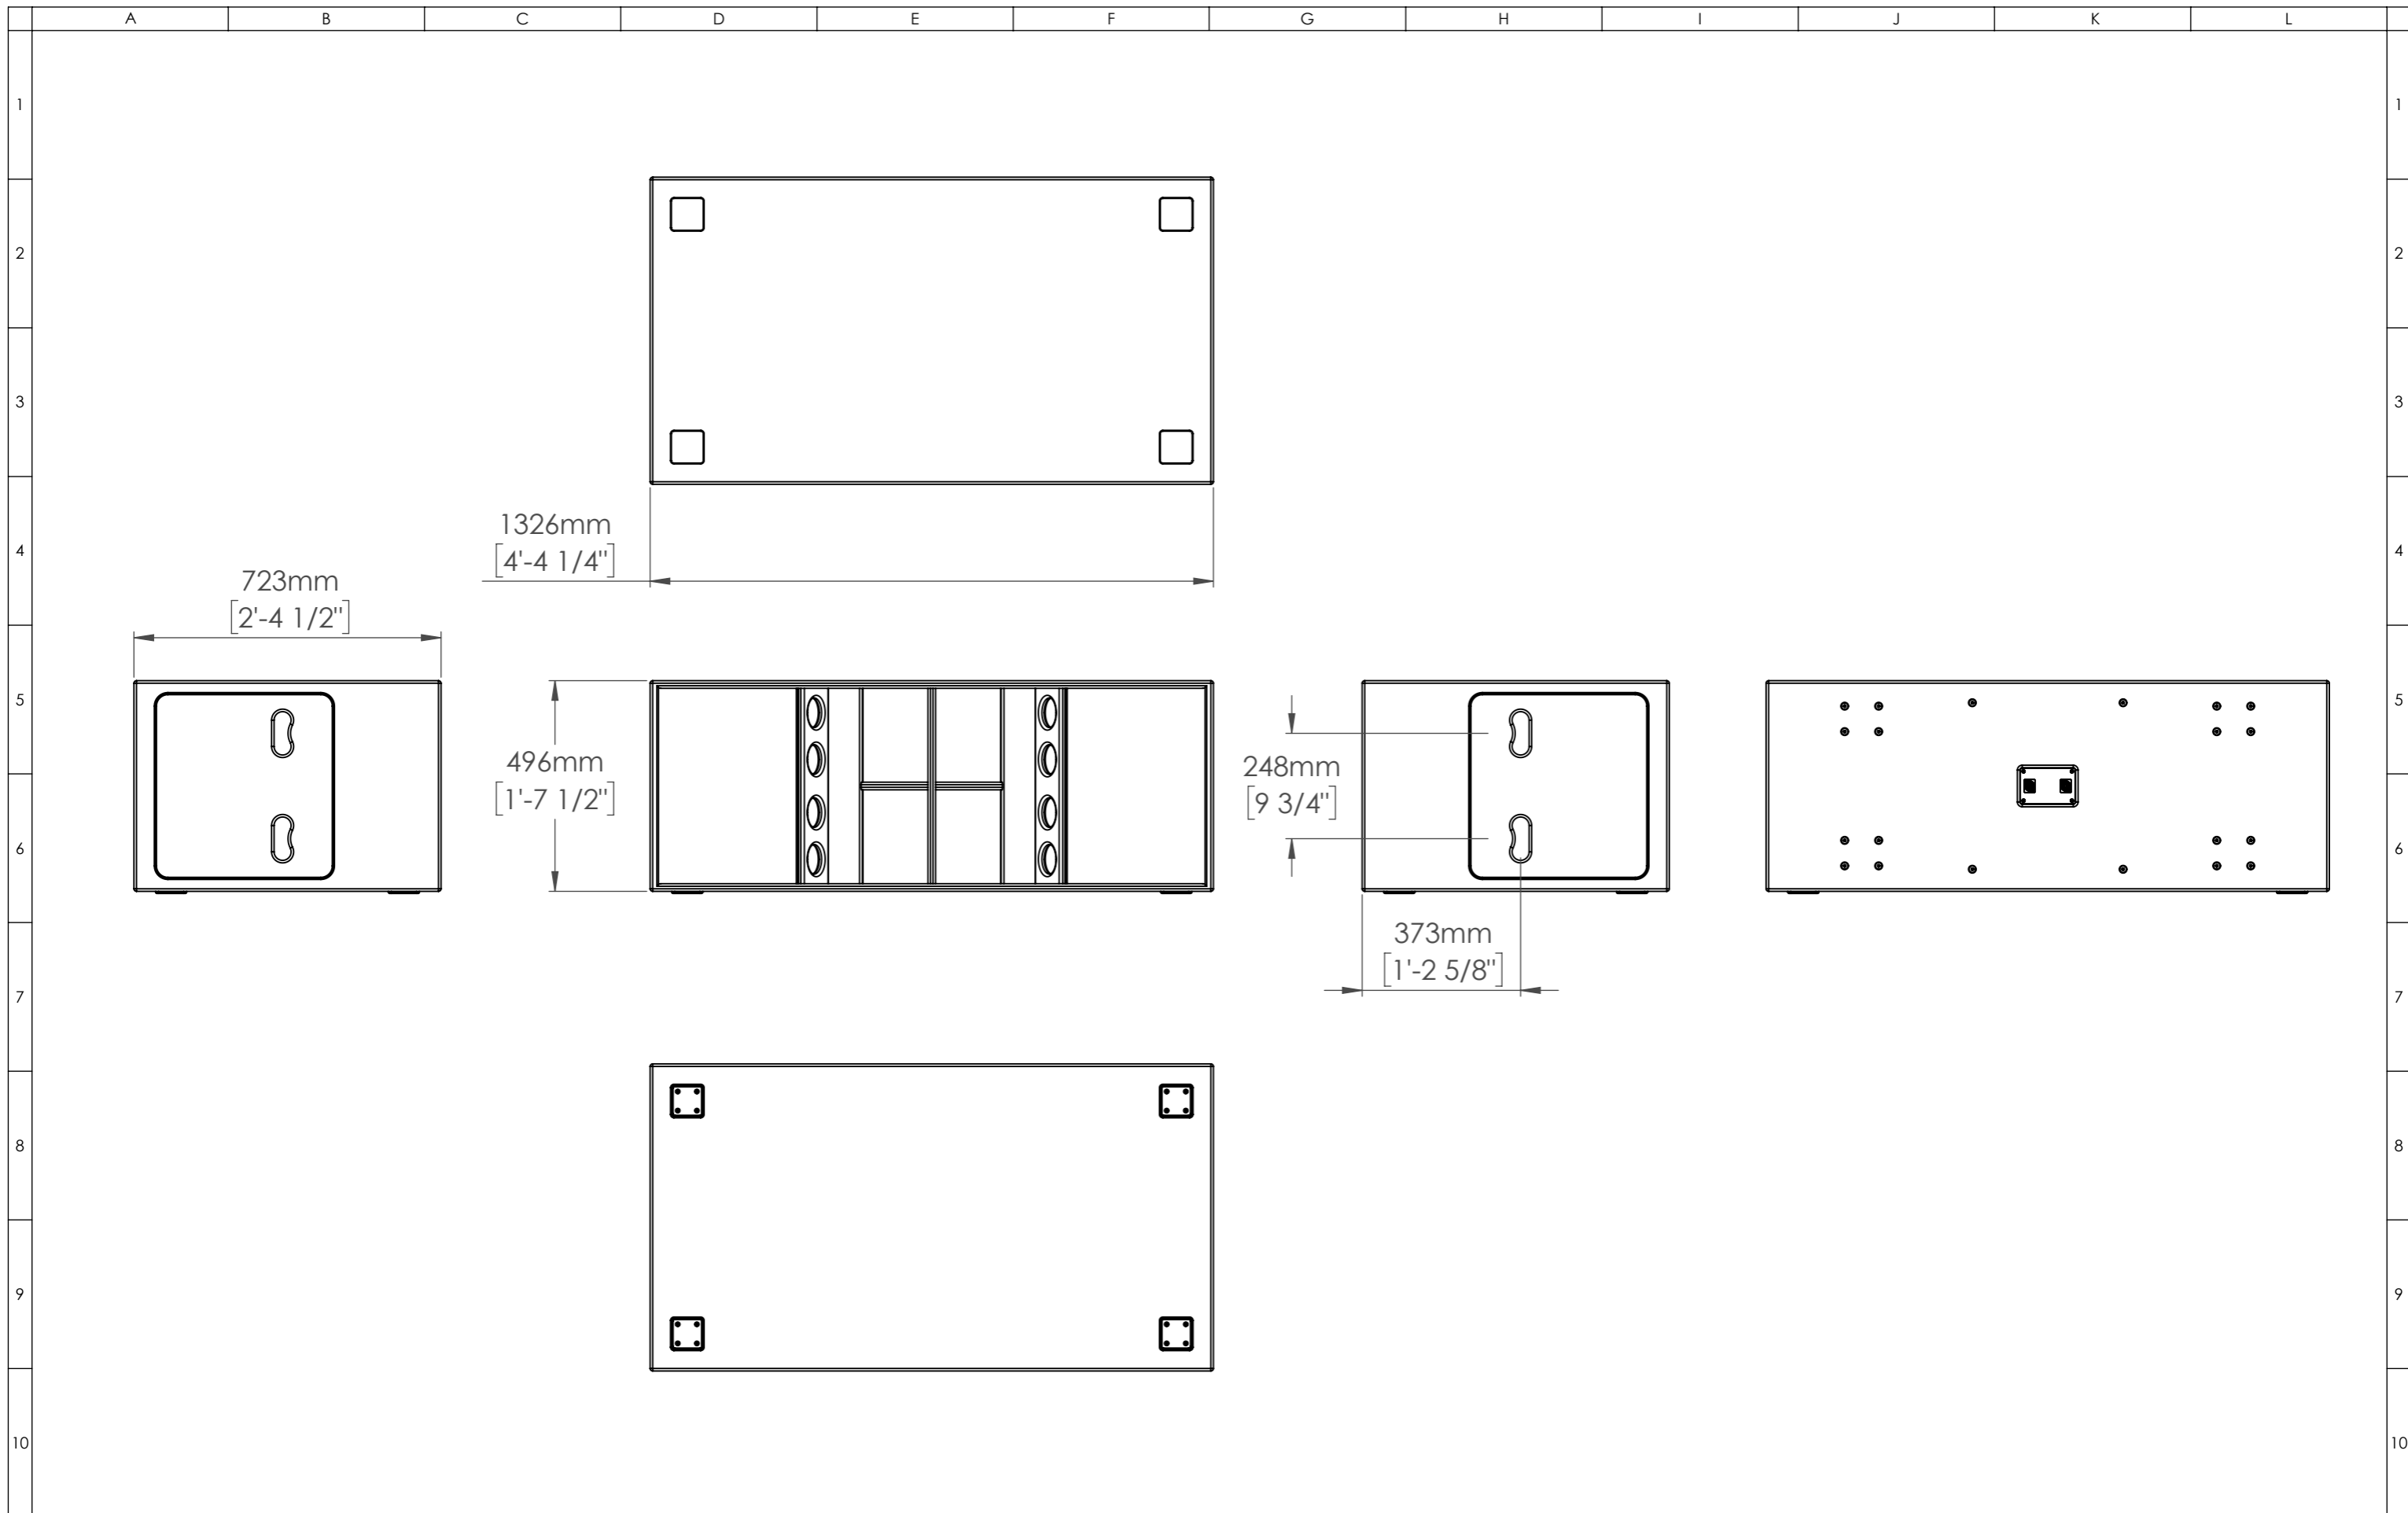 A B C D E F G H I J K L
1 1
2 2
3 3
1326mm
[4'-4 1/4"]
4 4
723mm
[2'-4 1/2"]
5 5
496mm
[1'-7 1/2"]
248mm
[9 3/4"]
6 6
373mm
[1'-2 5/8"]
7 7
8 8
9 9
10 10